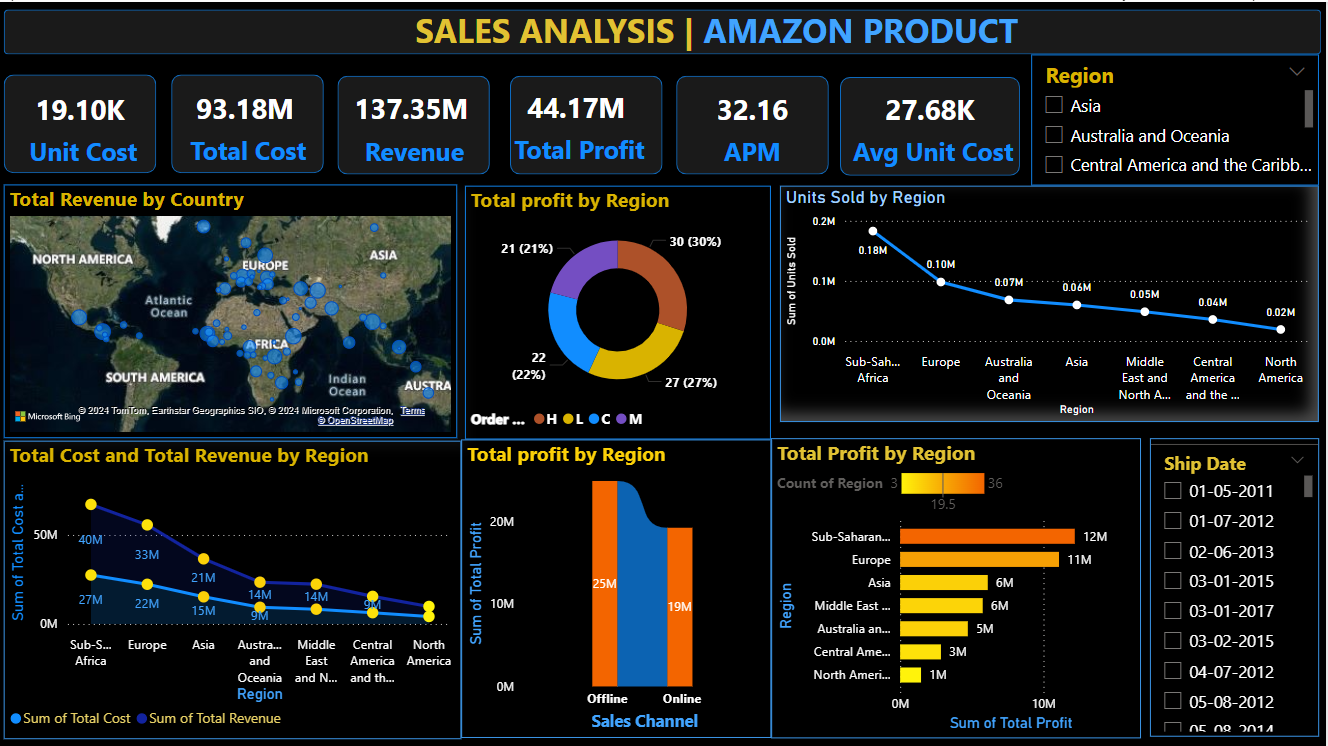 SALES ANALYSIS | AMAZON PRODUCT
19.10K
Unit Cost
93.18M
Total Cost
137.35M
Revenue
44.17M
Total Profit
32.16
APM
27.68K
Avg Unit Cost
Region
Asia
Australia and Oceania
Central America and the Caribb...
Total Revenue by Country
NORTH AMERICA
EUROPE
ASIA
Atlantic
Ocean
AFRICA
SOUTH AMERICA
Indian
Ocean
AUSTRA
Microsoft Bing
© 2024 TomTom, Earthstar Geographics SIO, © 2024 Microsoft Corporation, Terms
© OpenStreetMap
Total profit by Region
21 (21%)
30 (30%)
22
(22%)
27 (27%)
Order ...
H
L
C
M
Units Sold by Region
Sum of Units Sold
0.2M
0.1M
0.0M
0.18M
0.10M
0.07M
0.06M
0.05M
0.04M
0.02M
Sub-Sah...
Africa
Europe
Australia
and
Oceania
Asia
Middle
East and
North A...
Central
America
and the ...
North
America
Region
Total Cost and Total Revenue by Region
Sum of Total Cost a...
50M
0M
40M
33M
21M
14M
14M
9M
27M
22M
15M
9M
Sub-S...
Africa
Europe
Asia
Austra...
and
Oceania
Middle
East
and N...
Central
America
and th...
North
America
Region
Sum of Total Cost
Sum of Total Revenue
Total profit by Region
Sum of Total Profit
20M
10M
0M
25M
19M
Offline
Online
Sales Channel
Total Profit by Region
Count of Region
3
36
19.5
Region
Sub-Saharan...
12M
Europe
11M
Asia
6M
Middle East ...
6M
Australia an...
5M
Central Ame...
3M
North Ameri...
1M
0M
10M
Sum of Total Profit
Ship Date
01-05-2011
01-07-2012
02-06-2013
03-01-2015
03-01-2017
03-02-2015
04-07-2012
05-08-2012
05-08-2014